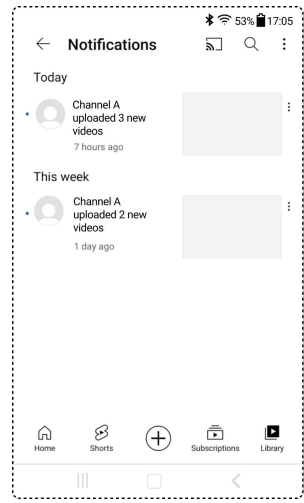 53% 17:05
Notifications
Today
Channel A
uploaded 3 new
videos
7 hours ago
This week
Channel A
uploaded 2 new
videos
1 day ago
Home Shorts Subscriptions Library